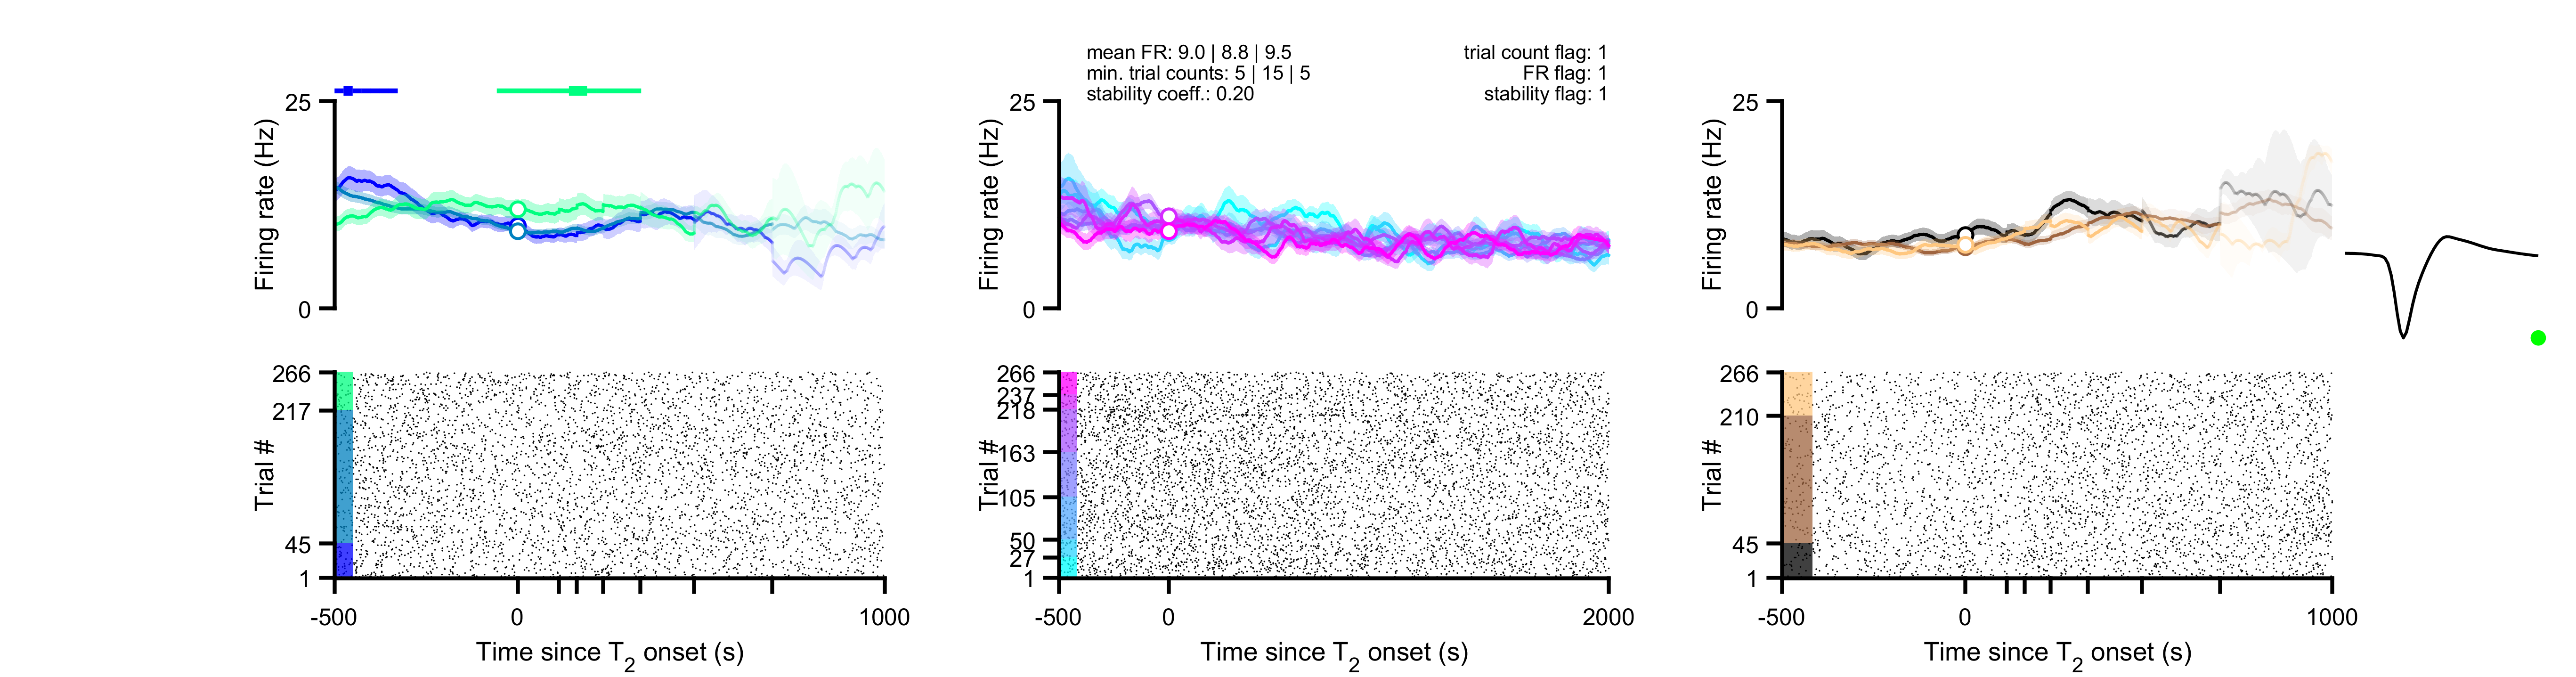 mean FR: 9.0 | 8.8 | 9.5
min. trial counts: 5 | 15 | 5
stability coeff.: 0.20
trial count flag: 1
FR flag: 1
stability flag: 1
25
0
Firing rate (Hz)
25
0
Firing rate (Hz)
25
0
Firing rate (Hz)
266
217
45
1
Trial #
-500
0
1000
Time since T2 onset (s)
266
237
218
163
105
50
27
1
Trial #
-500
0
2000
Time since T2 onset (s)
266
210
45
1
Trial #
-500
0
1000
Time since T2 onset (s)